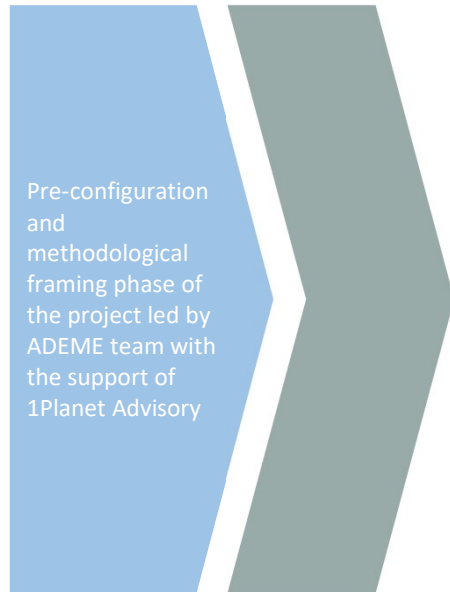 Pre-configuration
and
methodological
framing phase of
the project led by
ADEME team with
the support of
1Planet Advisory